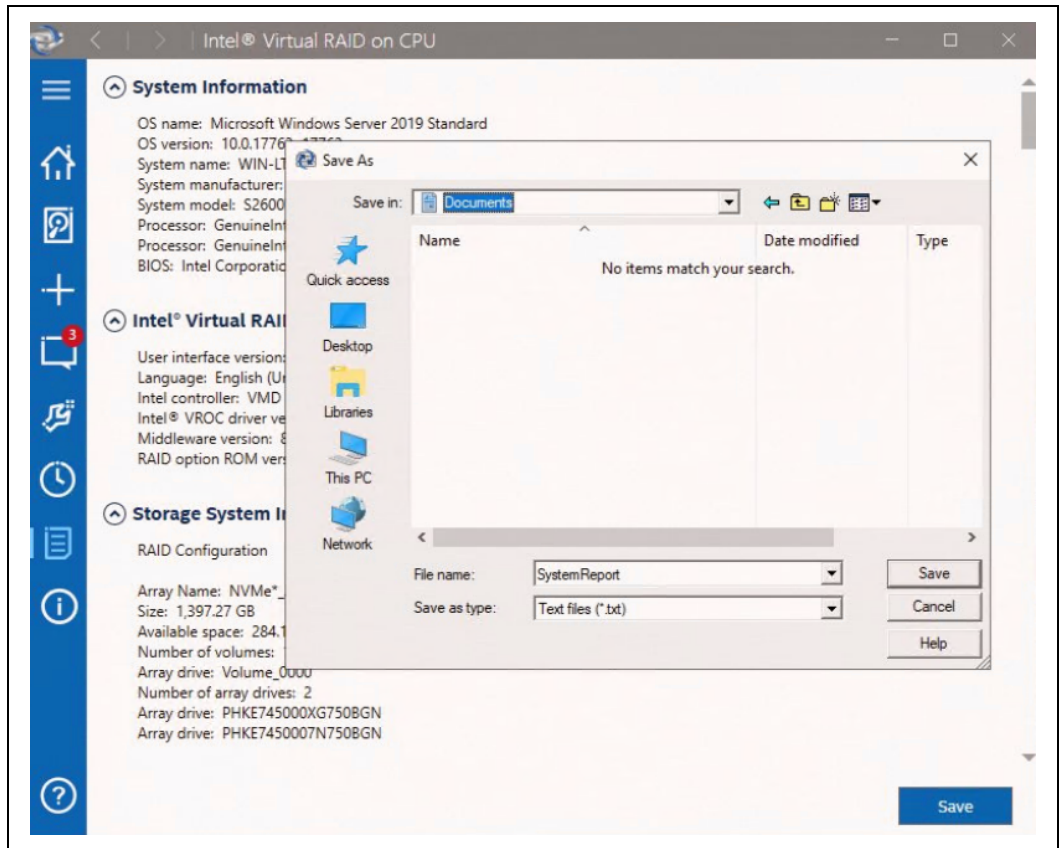 Intel® Virtual RAID on CPU
System Information
OS name: Microsoft Windows Server 2019 Standard
OS version: 10.0.17763
System name: WIN-LT
System manufacturer:
System model: S2600
Processor: GenuineInt
Processor: GenuineInt
BIOS: Intel Corporatio
Intel® Virtual RAI
User interface version:
Language: English (Un
Intel controller: VMD
Intel® VROC driver ve
Middleware version: 8
RAID option ROM vers
Storage System I
RAID Configuration
Array Name: NVMe*_
Size: 1,397.27 GB
Available space: 284.1
Number of volumes:
Array drive: Volume_0000
Number of array drives: 2
Array drive: PHKE745000XG750BGN
Array drive: PHKE7450007N750BGN
Save
3
Save As
Save in: Documents
Name Date modified Type
No items match your search.
Quick access
Desktop
Libraries
This PC
Network
File name: SystemReport Save
Save as type: Text files (*.txt) Cancel
Help